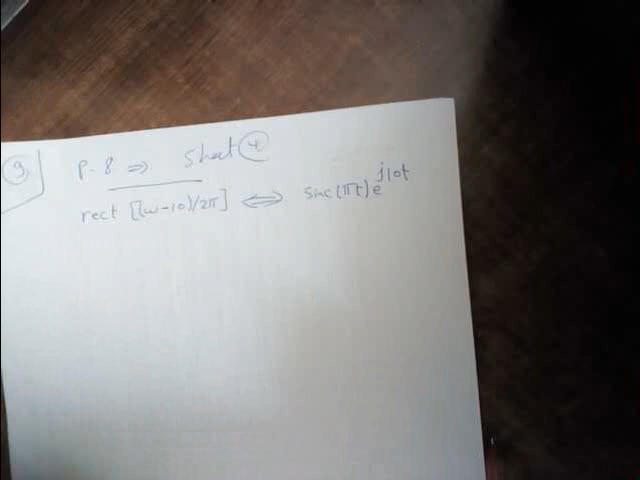 9
P-8 ⇒ Sheet 4
rect [(w-10)/2π] ⇔ sinc(πt) e^j10t